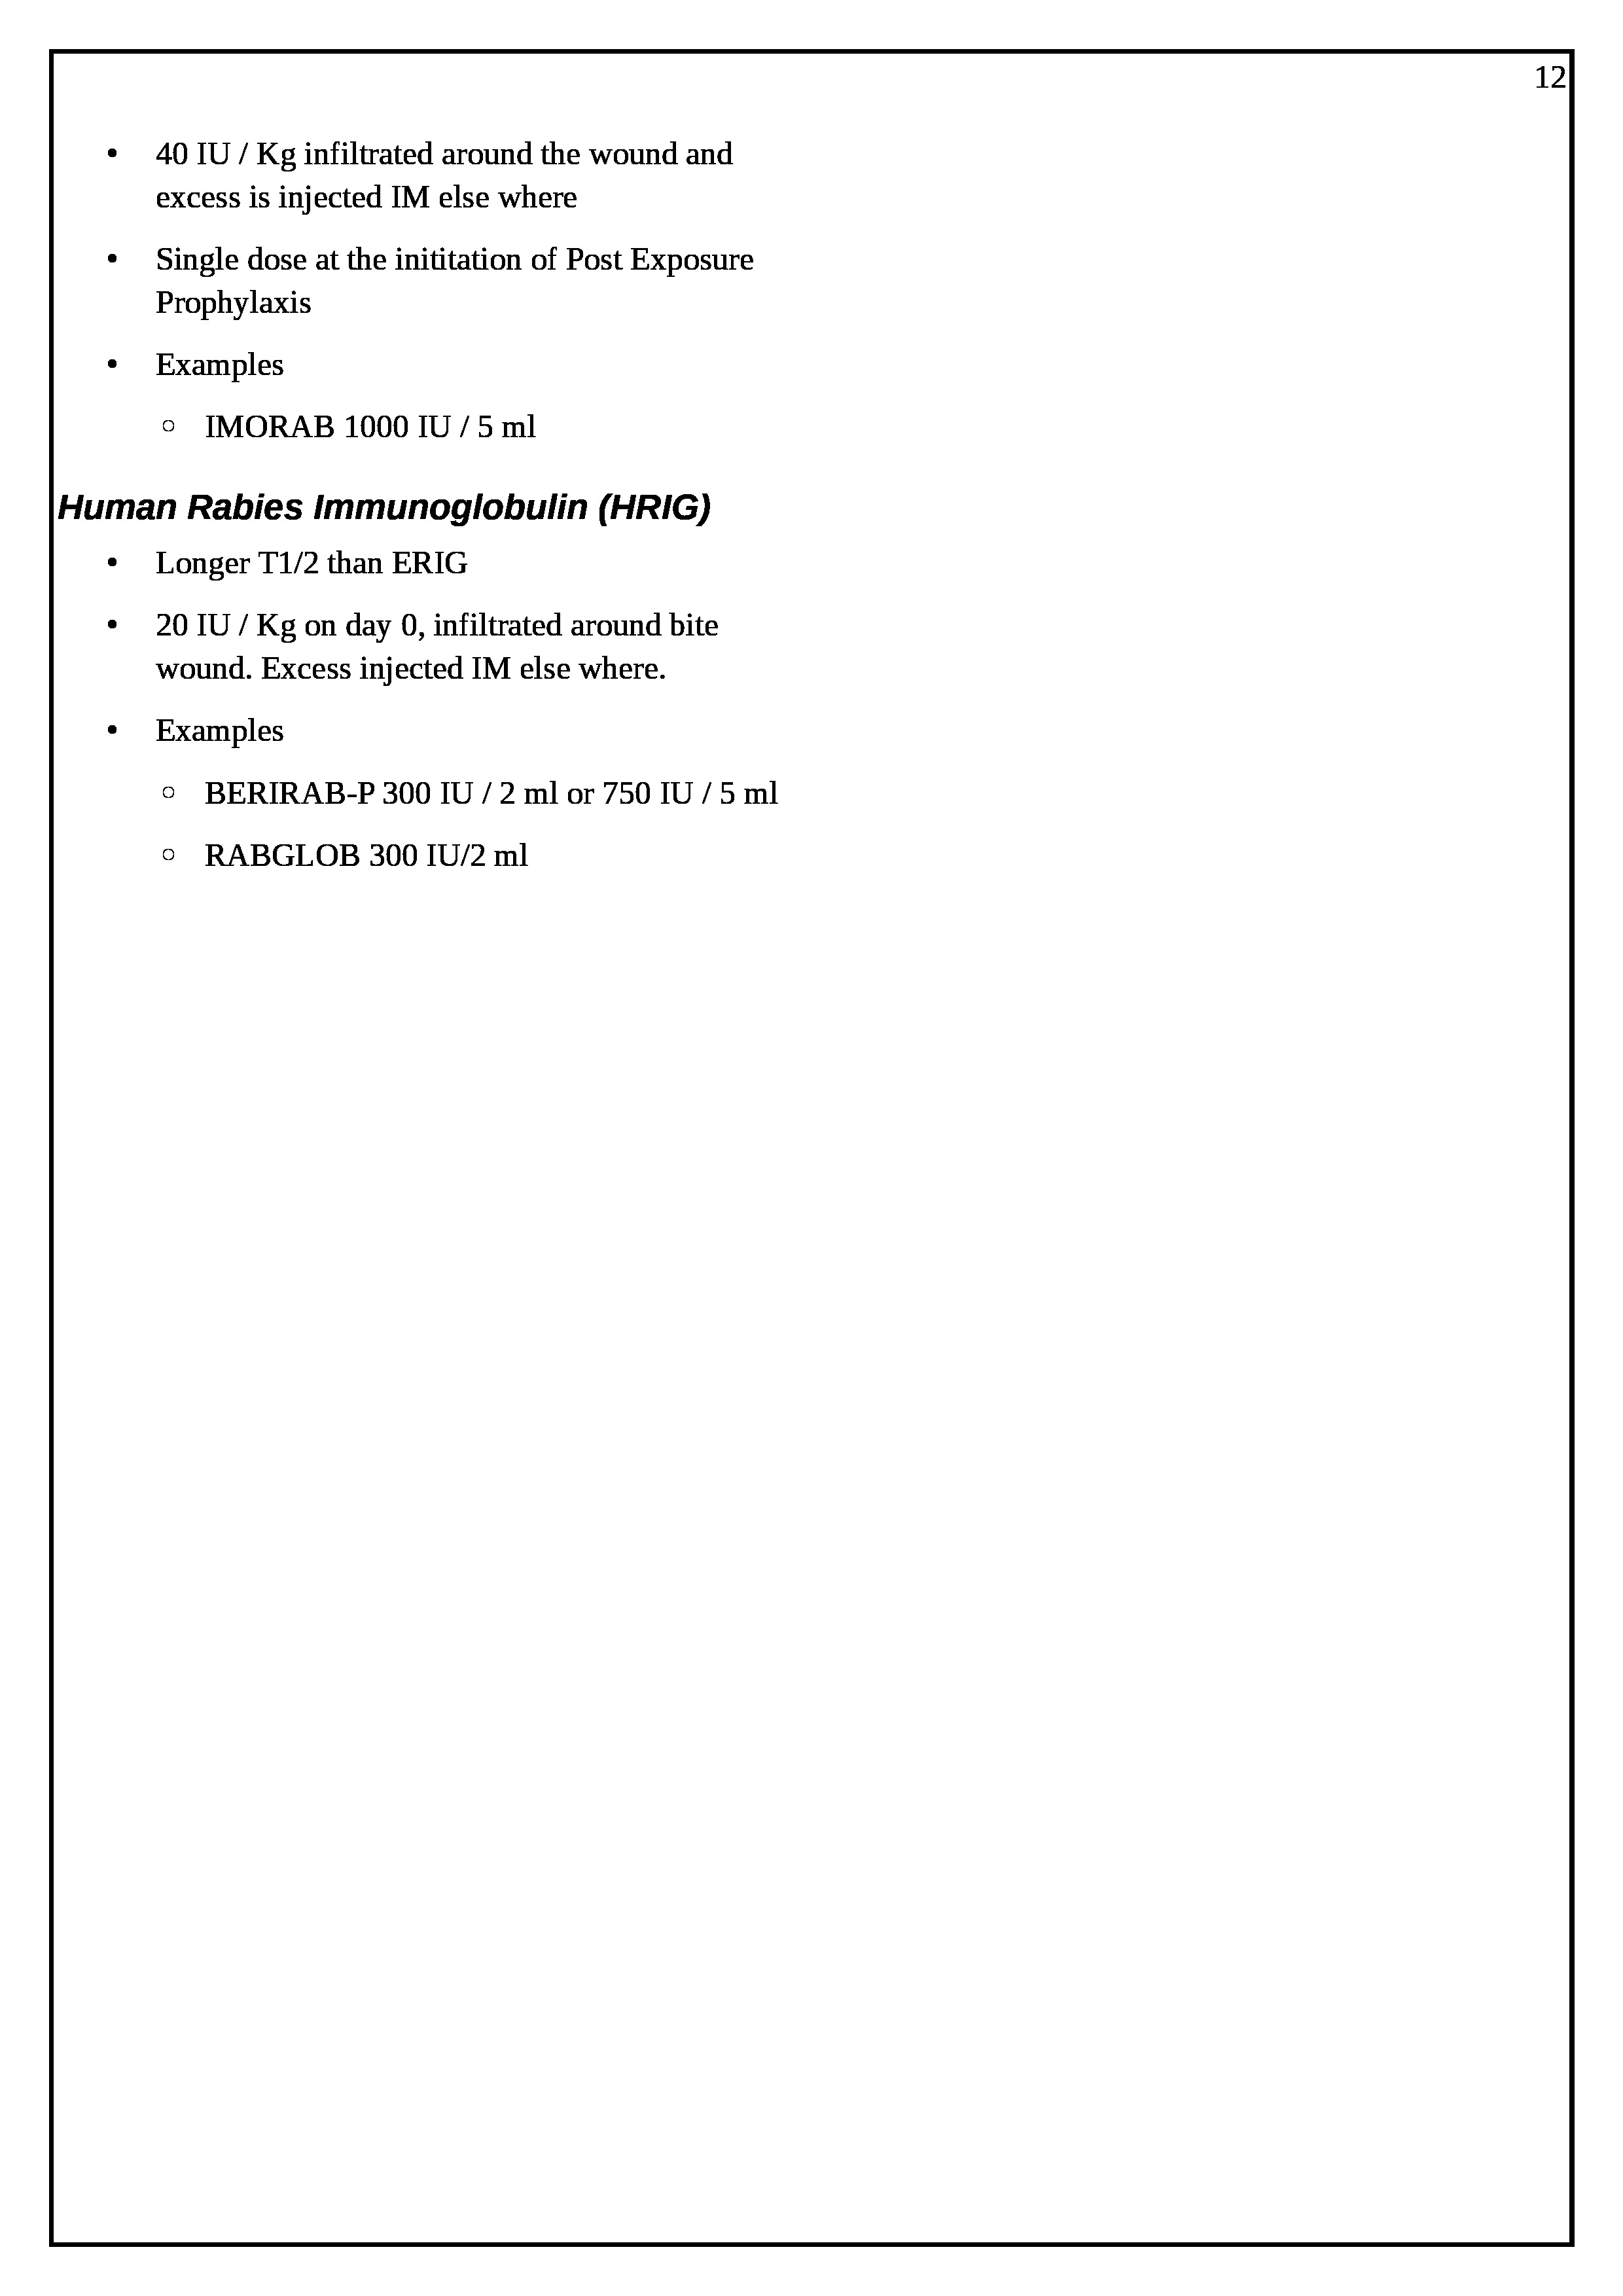 12
• 40 IU / Kg infiltrated around the wound and
excess is injected IM else where
• Single dose at the inititation of Post Exposure
Prophylaxis
• Examples
○ IMORAB 1000 IU / 5 ml
Human Rabies Immunoglobulin (HRIG)
• Longer T1/2 than ERIG
• 20 IU / Kg on day 0, infiltrated around bite
wound. Excess injected IM else where.
• Examples
○ BERIRAB-P 300 IU / 2 ml or 750 IU / 5 ml
○ RABGLOB 300 IU/2 ml